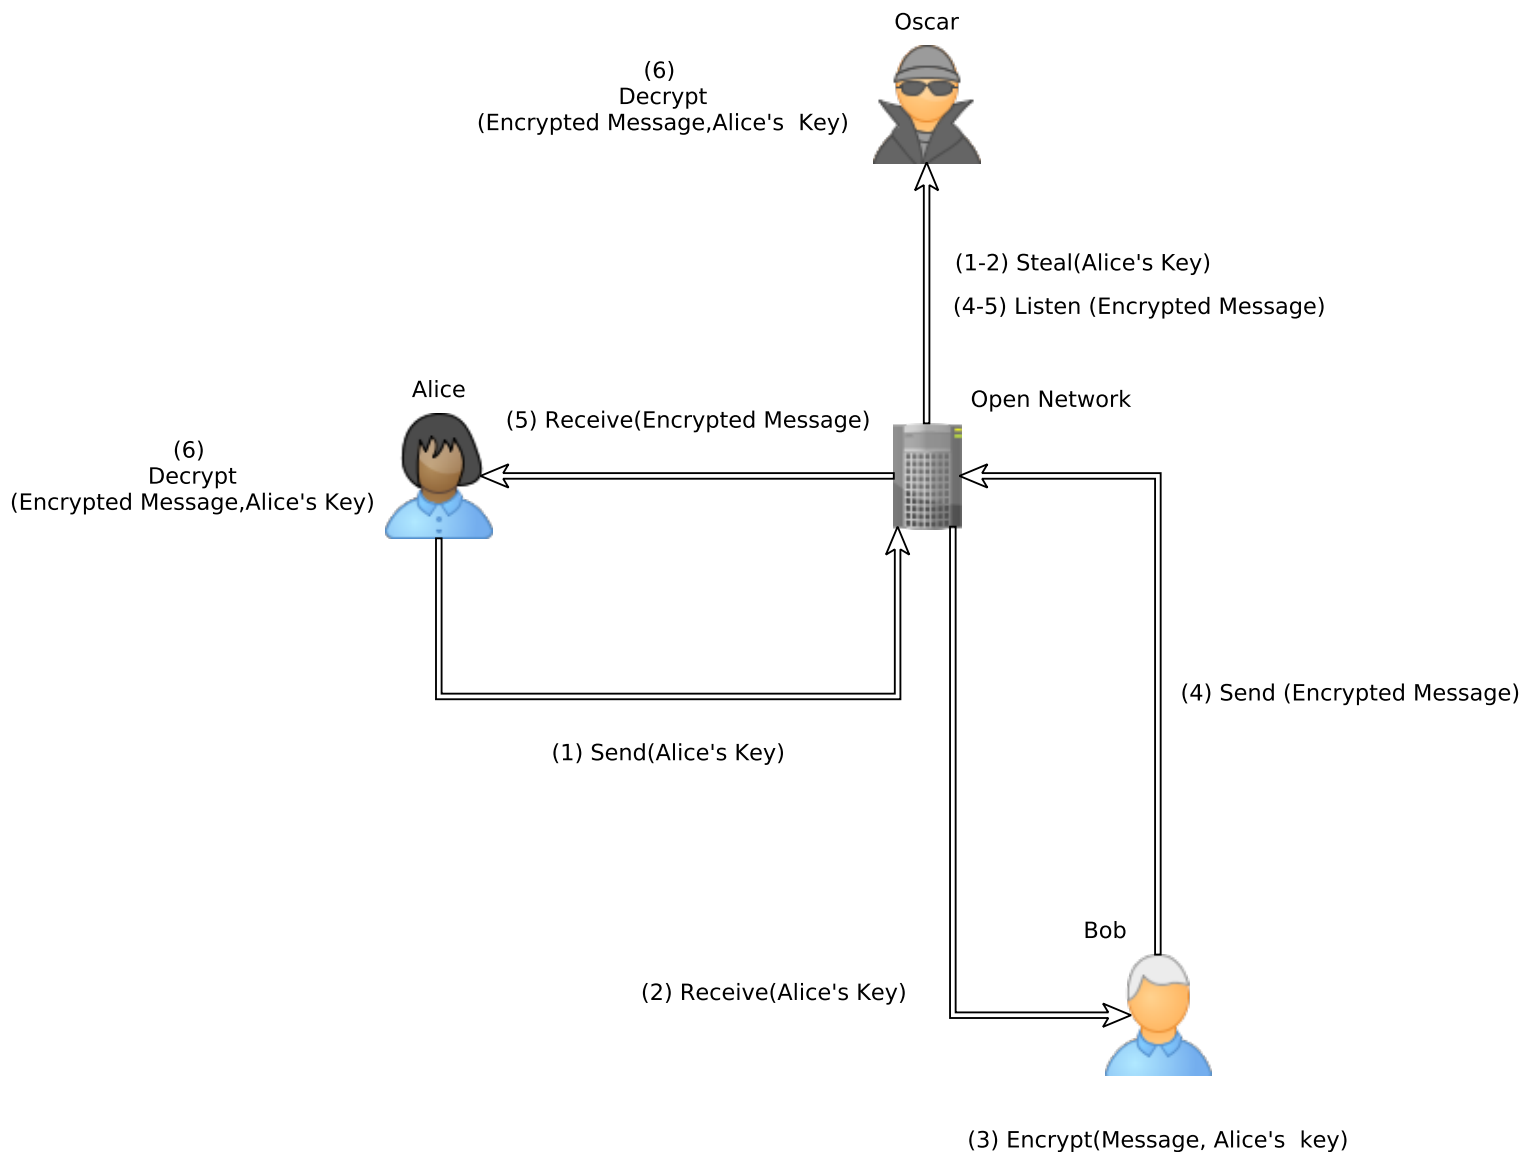 Oscar
(6)
Decrypt
(Encrypted Message,Alice's  Key)
(1-2) Steal(Alice's Key)
(4-5) Listen (Encrypted Message)
Alice
Open Network
(5) Receive(Encrypted Message)
(6)
Decrypt
(Encrypted Message,Alice's Key)
(4) Send (Encrypted Message)
(1) Send(Alice's Key)
Bob
(2) Receive(Alice's Key)
(3) Encrypt(Message, Alice's  key)